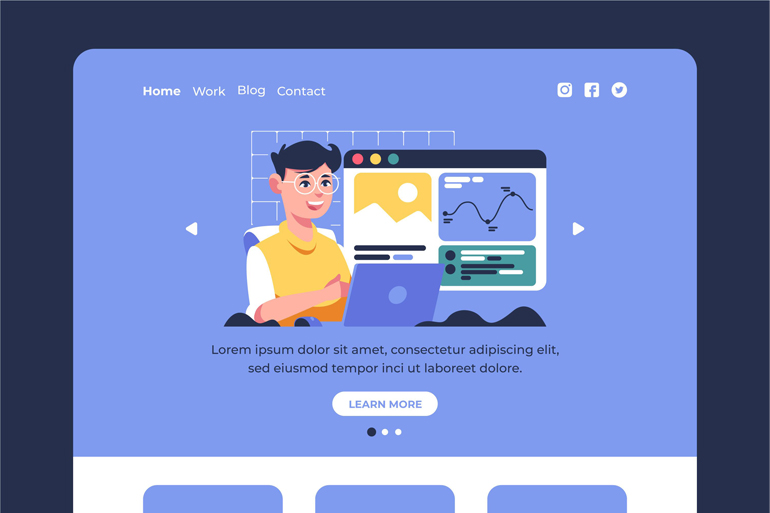 Home Work Blog Contact
Lorem ipsum dolor sit amet, consectetur adipiscing elit,
sed eiusmod tempor inci ut laboreet dolore.
LEARN MORE